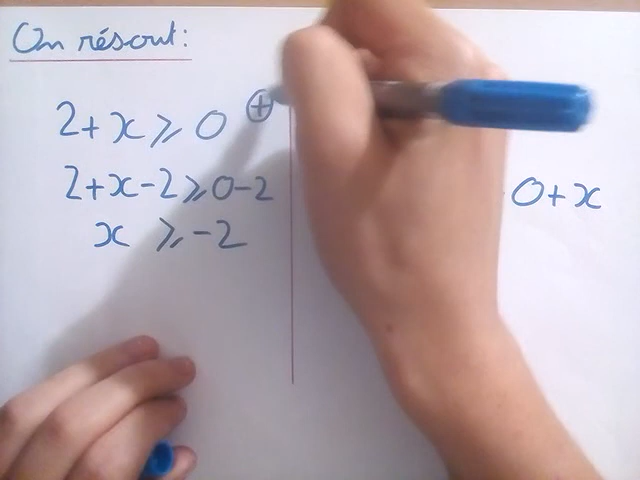 On résout:
2+x ⩾ 0 ⊕
2+x-2 ⩾ 0-2
x ⩾ -2
0+x